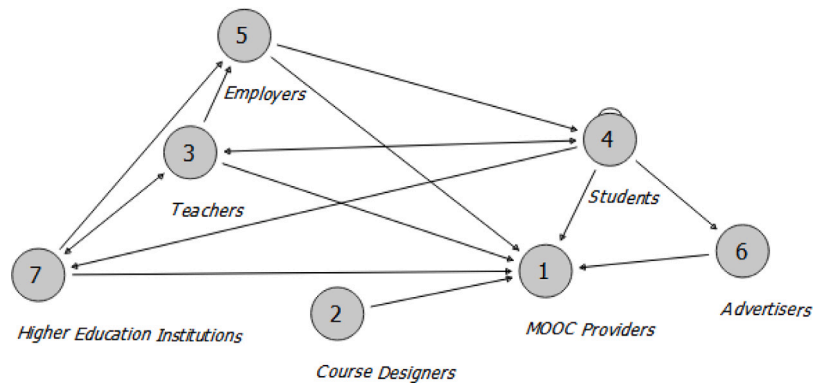 5
Employers
3
4
Teachers
Students
7
1
6
2
Higher Education Institutions
MOOC Providers
Advertisers
Course Designers